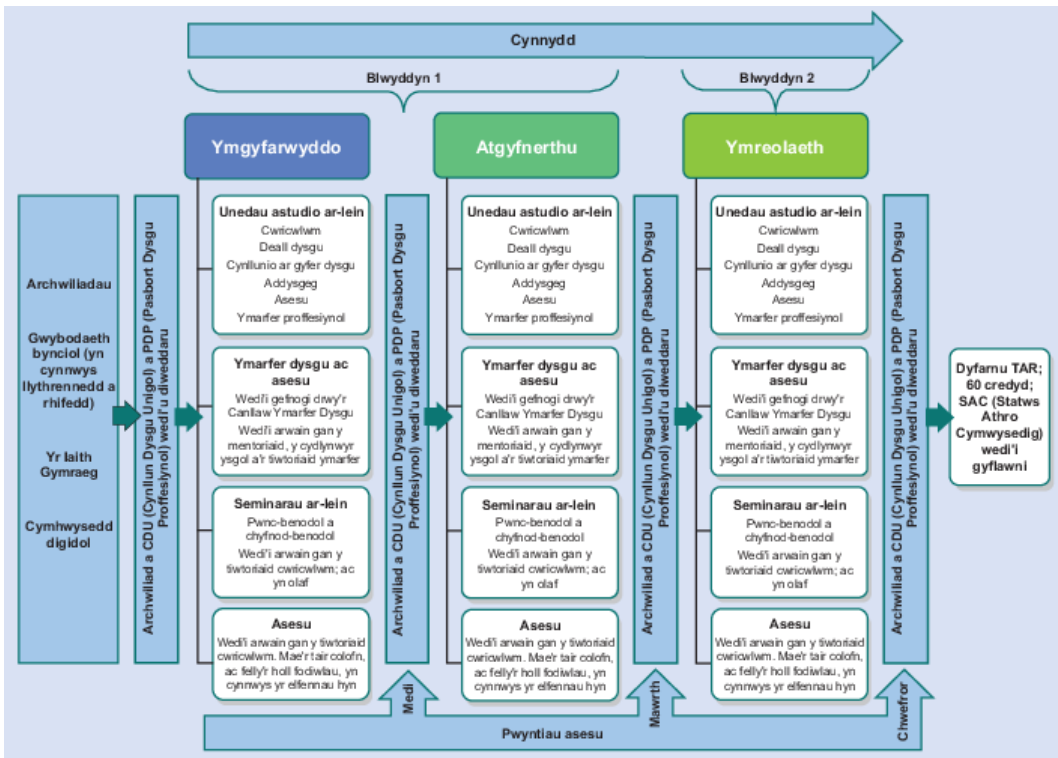 Cynnydd
Blwyddyn 1
Blwyddyn 2
Ymgyfarwyddo
Atgyfnerthu
Ymreolaeth
Archwiliadau
Gwybodaeth
bynciol (yn
cynnwys
llythrennedd a
rhifedd)
Yr Iaith
Gymraeg
Cymhwysedd
digidol
Archwiliad a CDU (Cynllun Dysgu Unigol) a PDP (Pasbort Dysgu
Proffesiynol) wedi'u diweddaru
Unedau astudio ar-lein
Cwricwlwm
Deall dysgu
Cynllunio ar gyfer dysgu
Addysgeg
Asesu
Ymarfer proffesiynol
Ymarfer dysgu ac
asesu
Wedi'i gefnogi drwy'r
Canllaw Ymarfer Dysgu
Wedi'i arwain gan y
mentoriaid, y cydlynwyr
ysgol a'r tiwtoriaid ymarfer
Seminarau ar-lein
Pwnc-benodol a
chyfnod-benodol
Wedi'i arwain gan y
tiwtoriaid cwricwlwm; ac
yn olaf
Asesu
Wedi'i arwain gan y tiwtoriaid
cwricwlwm. Mae'r tair colofn,
ac felly'r holl fodiwlau, yn
cynnwys yr elfennau hyn
Archwiliad a CDU (Cynllun Dysgu Unigol) a PDP (Pasbort Dysgu
Proffesiynol) wedi'u diweddaru
Unedau astudio ar-lein
Cwricwlwm
Deall dysgu
Cynllunio ar gyfer dysgu
Addysgeg
Asesu
Ymarfer proffesiynol
Ymarfer dysgu ac
asesu
Wedi'i gefnogi drwy'r
Canllaw Ymarfer Dysgu
Wedi'i arwain gan y
mentoriaid, y cydlynwyr
ysgol a'r tiwtoriaid ymarfer
Seminarau ar-lein
Pwnc-benodol a
chyfnod-benodol
Wedi'i arwain gan y
tiwtoriaid cwricwlwm; ac
yn olaf
Asesu
Wedi'i arwain gan y tiwtoriaid
cwricwlwm. Mae'r tair colofn,
ac felly'r holl fodiwlau, yn
cynnwys yr elfennau hyn
Archwiliad a CDU (Cynllun Dysgu Unigol) a PDP (Pasbort Dysgu
Proffesiynol) wedi'u diweddaru
Unedau astudio ar-lein
Cwricwlwm
Deall dysgu
Cynllunio ar gyfer dysgu
Addysgeg
Asesu
Ymarfer proffesiynol
Ymarfer dysgu ac
asesu
Wedi'i gefnogi drwy'r
Canllaw Ymarfer Dysgu
Wedi'i arwain gan y
mentoriaid, y cydlynwyr
ysgol a'r tiwtoriaid ymarfer
Seminarau ar-lein
Pwnc-benodol a
chyfnod-benodol
Wedi'i arwain gan y
tiwtoriaid cwricwlwm; ac
yn olaf
Asesu
Wedi'i arwain gan y tiwtoriaid
cwricwlwm. Mae'r tair colofn,
ac felly'r holl fodiwlau, yn
cynnwys yr elfennau hyn
Archwiliad a CDU (Cynllun Dysgu Unigol) a PDP (Pasbort Dysgu
Proffesiynol) wedi'u diweddaru
Dyfarnu TAR;
60 credyd;
SAC (Statws
Athro
Cymwysedig)
wedi'i
gyflawni
Medi
Mawrth
Chwefror
Pwyntiau asesu